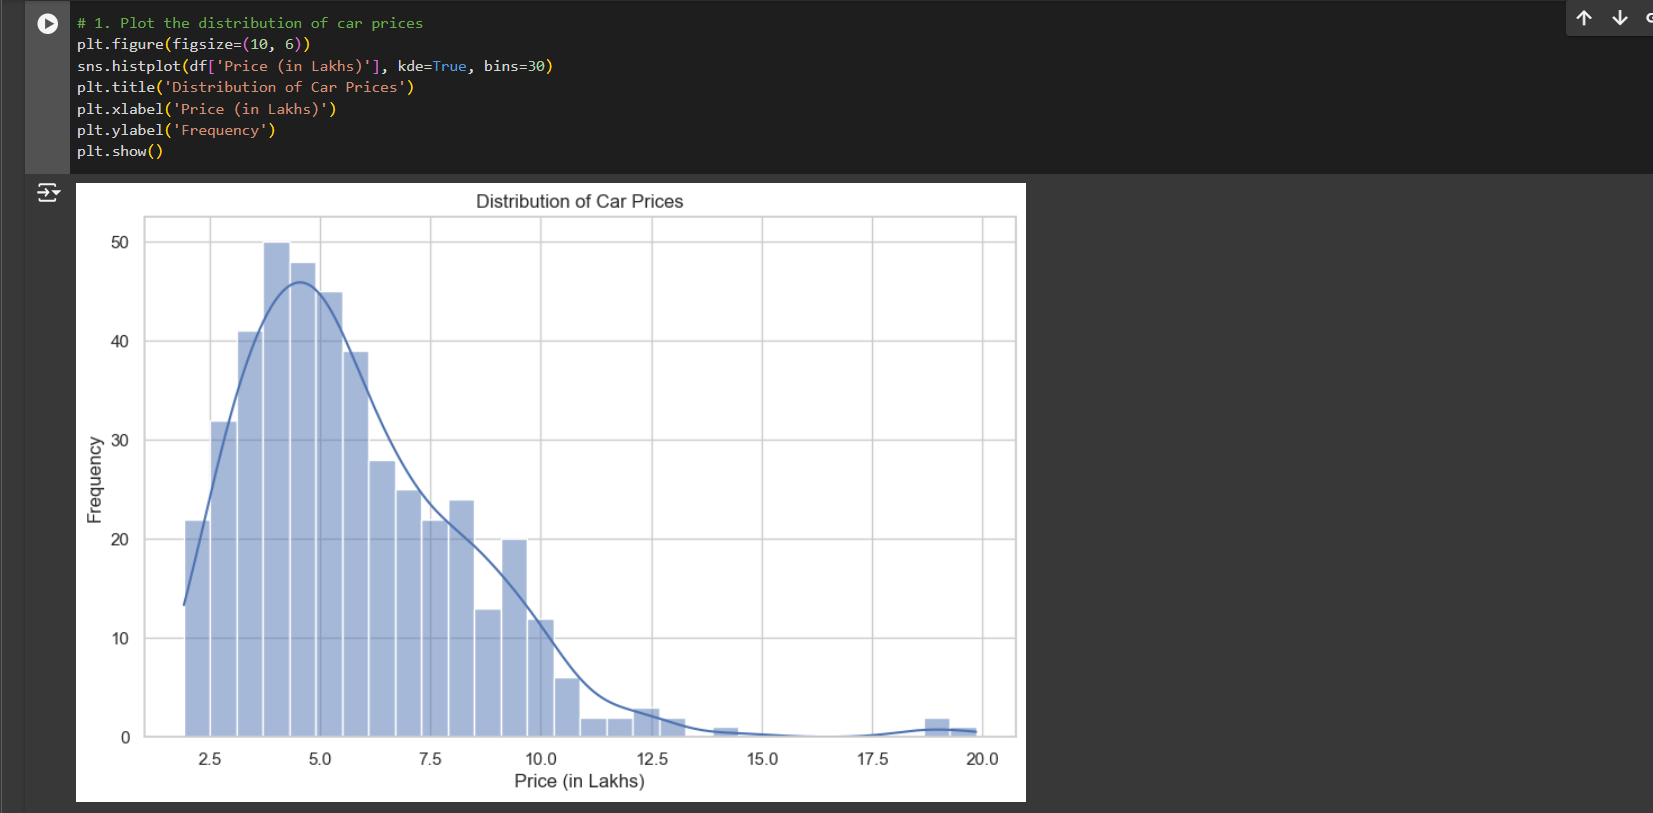 # 1. Plot the distribution of car prices
plt.figure(figsize=(10, 6))
sns.histplot(df['Price (in Lakhs)'], kde=True, bins=30)
plt.title('Distribution of Car Prices')
plt.xlabel('Price (in Lakhs)')
plt.ylabel('Frequency')
plt.show()
Distribution of Car Prices
50
40
30
20
10
0
Frequency
2.5 5.0 7.5 10.0 12.5 15.0 17.5 20.0
Price (in Lakhs)